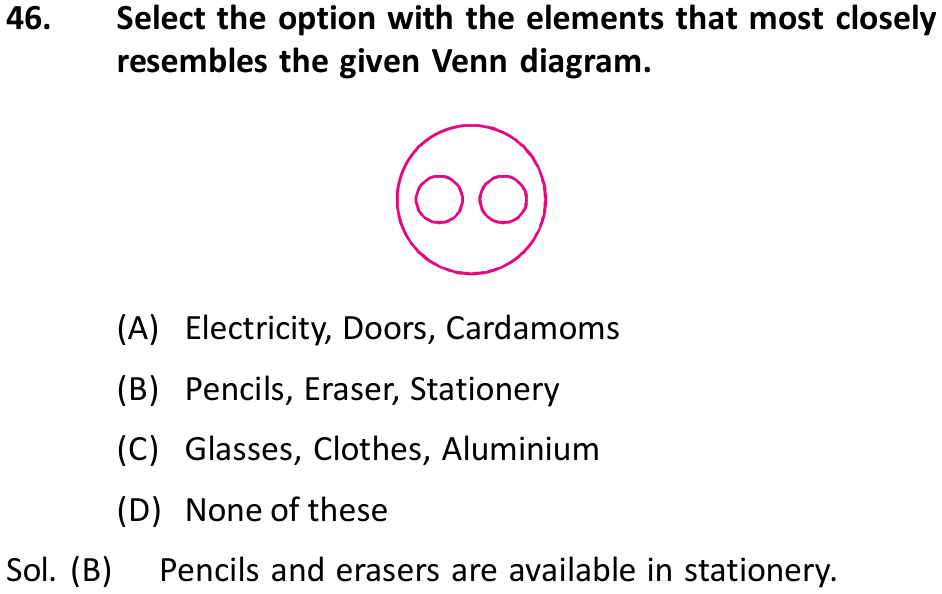 46. Select the option with the elements that most closely
resembles the given Venn diagram.
(A) Electricity, Doors, Cardamoms
(B) Pencils, Eraser, Stationery
(C) Glasses, Clothes, Aluminium
(D) None of these
Sol. (B) Pencils and erasers are available in stationery.